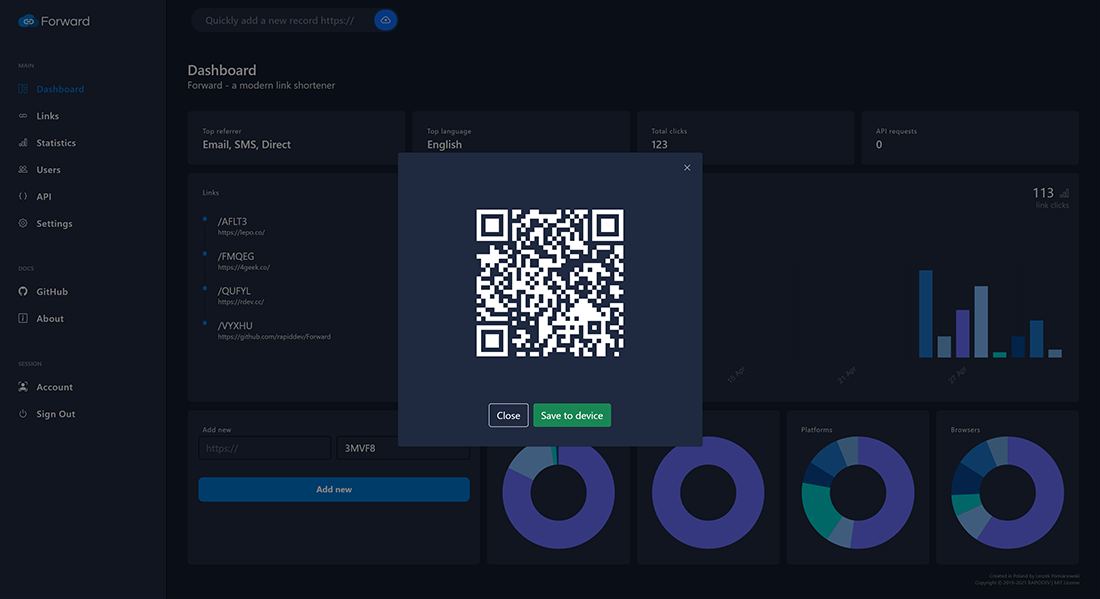 Forward
Quickly add a new record https://
MAIN
Dashboard
Links
Statistics
Users
API
Settings
DOCS
GitHub
About
SESSION
Account
Sign Out
Dashboard
Forward - a modern link shortener
Top referrer
Email, SMS, Direct
Top language
English
Total clicks
123
API requests
0
Links
/AFLT3
https://lepo.co/
/FMQEG
https://4geek.co/
/QUFYL
https://rdev.cc/
/VYXHU
https://github.com/rapiddev/Forward
113
link clicks
15 Apr
21 Apr
27 Apr
Close
Save to device
Add new
https://
3MVF8
Add new
Platforms
Browsers
Created in Poland by Leszek Pomianowski
Copyright © 2019-2021 RAPIDDEV | MIT License